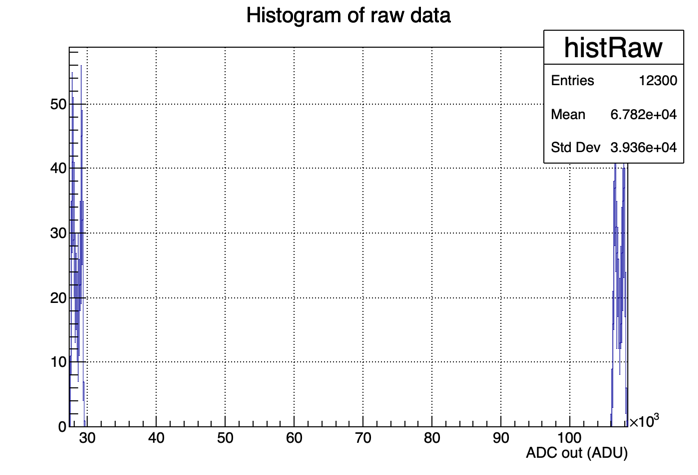 Histogram of raw data
histRaw
Entries 12300
Mean 6.782e+04
Std Dev 3.936e+04
50
40
30
20
10
0
30 40 50 60 70 80 90 100
×10³
ADC out (ADU)